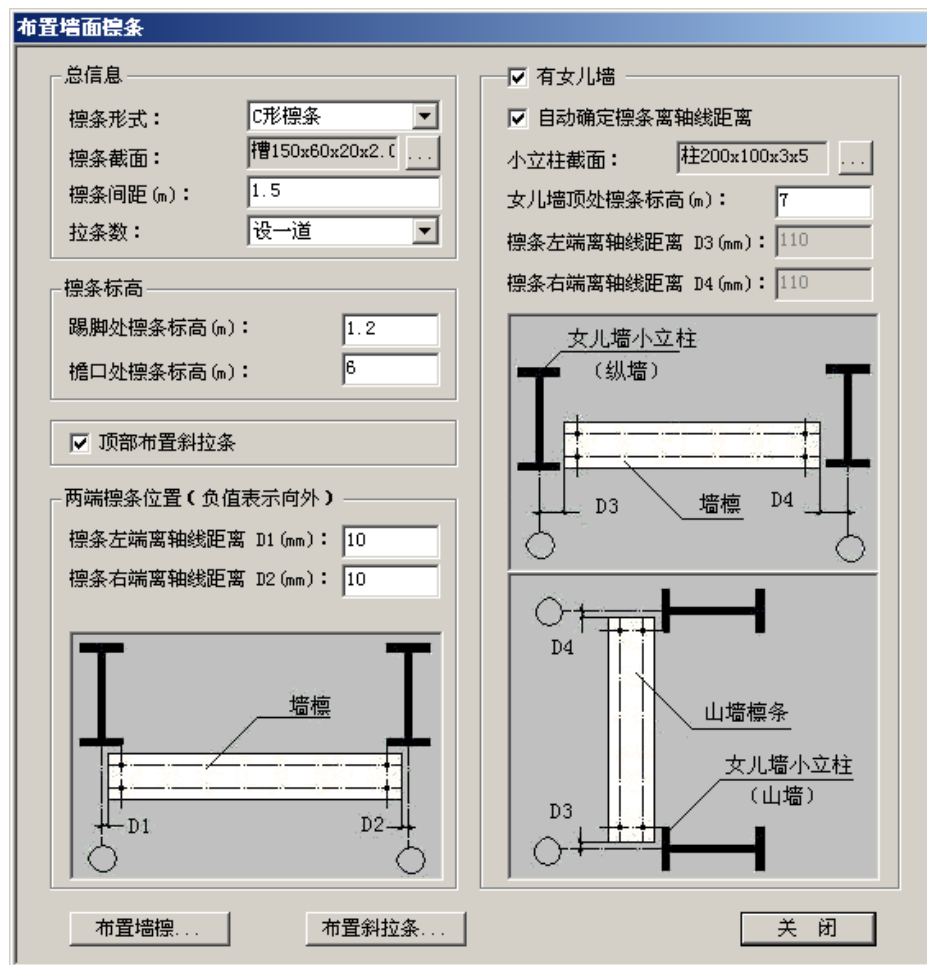 布置墙面檩条
总信息
檩条形式：
C形檩条
檩条截面：
槽150x60x20x2.0
...
檩条间距(m)：
1.5
拉条数：
设一道
檩条标高
踢脚处檩条标高(m)：
1.2
檐口处檩条标高(m)：
6
顶部布置斜拉条
两端檩条位置(负值表示向外)
檩条左端离轴线距离 D1(mm)：
10
檩条右端离轴线距离 D2(mm)：
10
墙檩
D1
D2
有女儿墙
自动确定檩条离轴线距离
小立柱截面：
柱200x100x3x5
...
女儿墙顶处檩条标高(m)：
7
檩条左端离轴线距离 D3(mm)：
110
檩条右端离轴线距离 D4(mm)：
110
女儿墙小立柱
（纵墙）
D3
墙檩
D4
D4
山墙檩条
女儿墙小立柱
（山墙）
D3
布置墙檩...
布置斜拉条...
关 闭